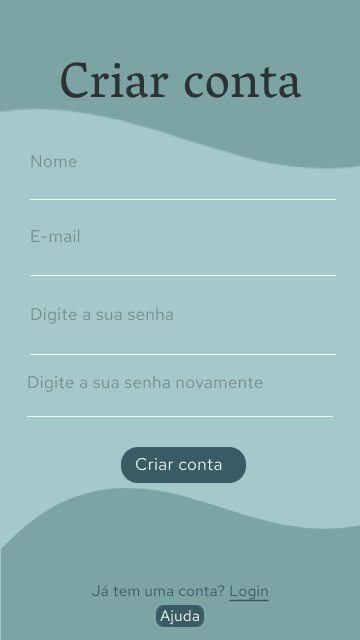 Criar conta
Nome
E-mail
Digite a sua senha
Digite a sua senha novamente
Criar conta
Já tem uma conta? Login
Ajuda